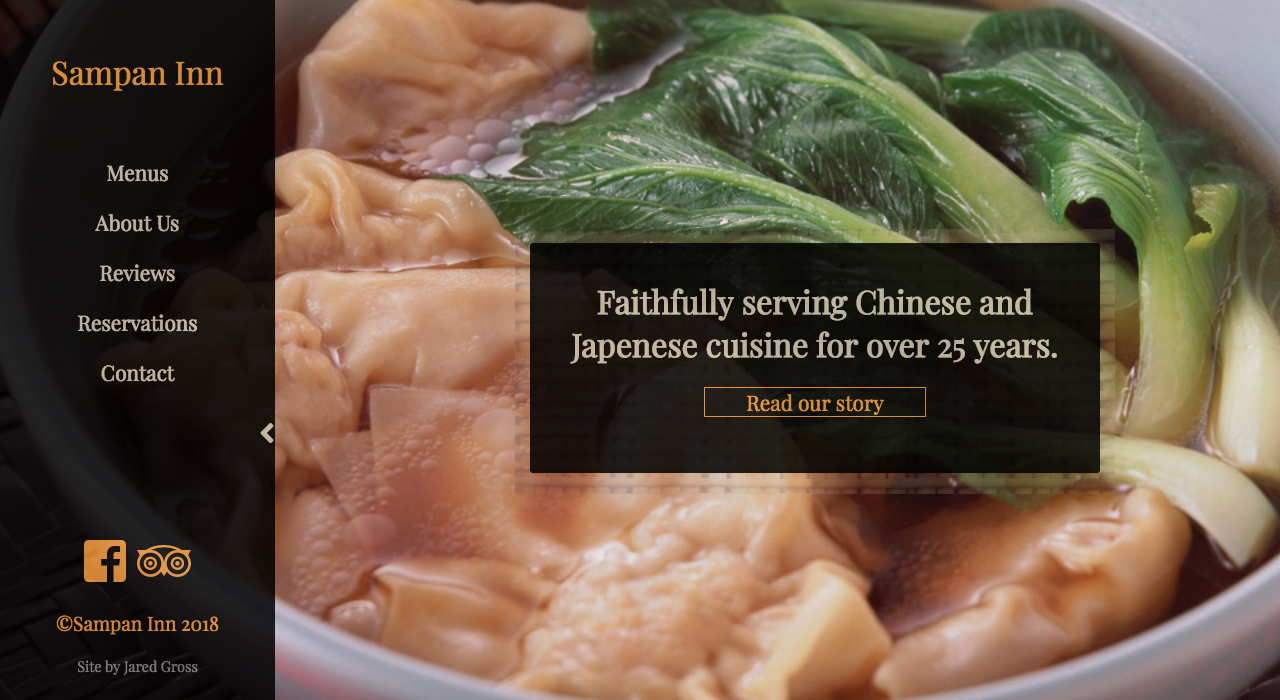 Sampan Inn
Menus
About Us
Reviews
Reservations
Contact
Faithfully serving Chinese and
Japenese cuisine for over 25 years.
Read our story
©Sampan Inn 2018
Site by Jared Gross